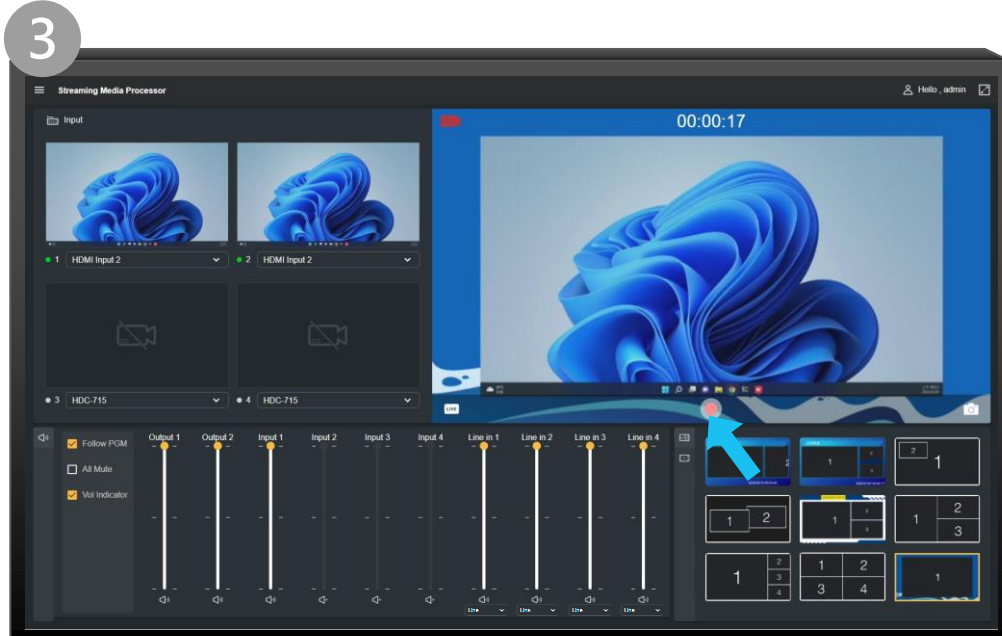 3
Streaming Media Processor
Hello , admin
Input
00:00:17
1 HDMI Input 2
2 HDMI Input 2
3 HDC-715
4 HDC-715
LIVE
Follow PGM
All Mute
Vol Indicator
Output 1 Output 2 Input 1 Input 2 Input 3 Input 4 Line in 1 Line in 2 Line in 3 Line in 4
Line Line Line Line
1
2 1
1 2
1
1 2 3
1 2 3 4
1 2 3 4
1